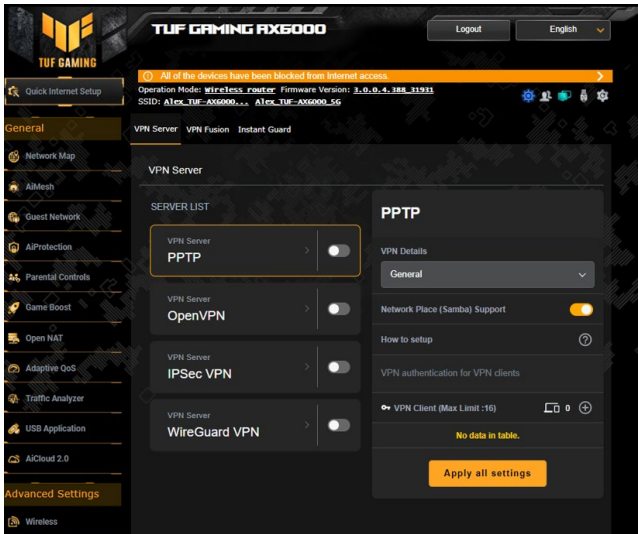 TUF GAMING AX6000
Logout
English
TUF GAMING
All of the devices have been blocked from Internet access.
Quick Internet Setup
Operation Mode: Wireless router Firmware Version: 3.0.0.4.388_31931
SSID: Alex_TUF-AX6000... Alex_TUF-AX6000_5G
General
VPN Server VPN Fusion Instant Guard
Network Map
AiMesh
Guest Network
AiProtection
Parental Controls
Game Boost
Open NAT
Adaptive QoS
Traffic Analyzer
USB Application
AiCloud 2.0
Advanced Settings
Wireless
VPN Server
SERVER LIST
VPN Server
PPTP
VPN Server
OpenVPN
VPN Server
IPSec VPN
VPN Server
WireGuard VPN
PPTP
VPN Details
General
Network Place (Samba) Support
How to setup
VPN authentication for VPN clients
VPN Client (Max Limit :16)
0
No data in table.
Apply all settings